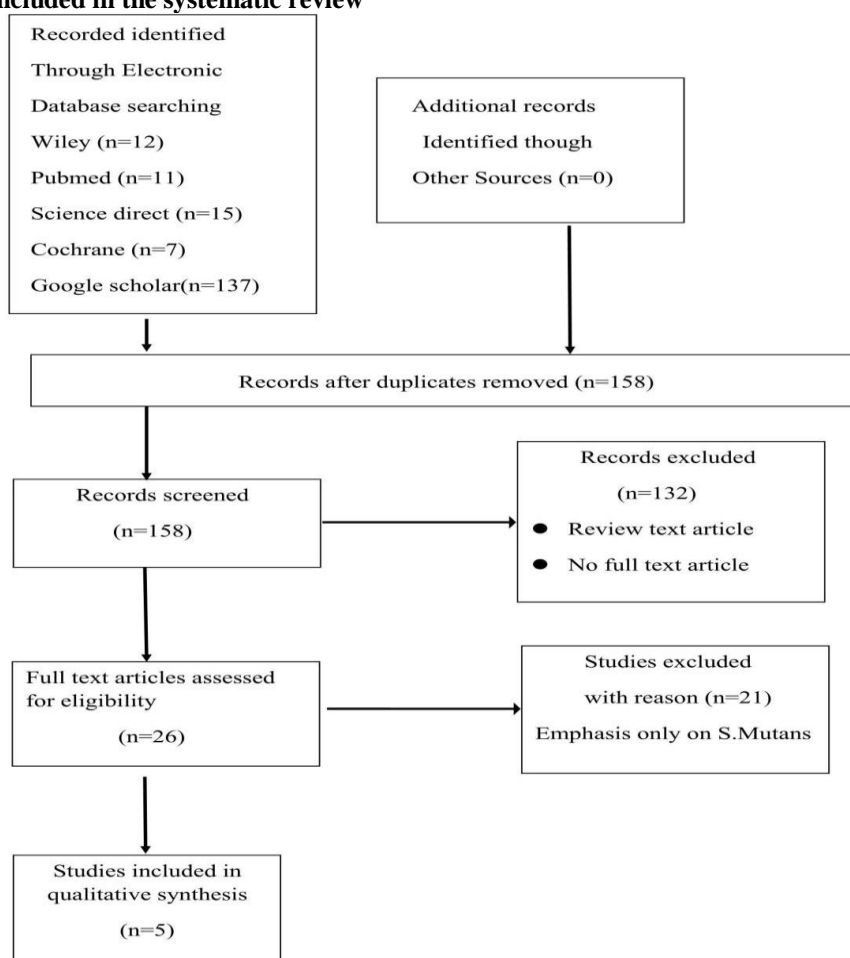 included in the systematic review
Recorded identified
Through Electronic
Database searching
Wiley (n=12)
Pubmed (n=11)
Science direct (n=15)
Cochrane (n=7)
Google scholar(n=137)
Additional records
Identified though
Other Sources (n=0)
Records after duplicates removed (n=158)
Records screened
(n=158)
Records excluded
(n=132)
● Review text article
● No full text article
Full text articles assessed
for eligibility
(n=26)
Studies excluded
with reason (n=21)
Emphasis only on S.Mutans
Studies included in
qualitative synthesis
(n=5)